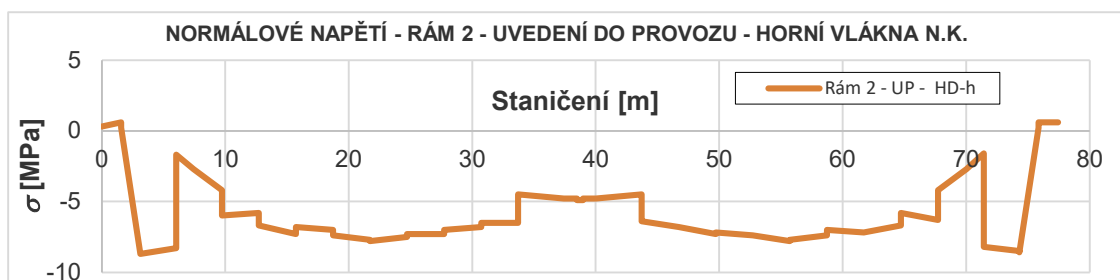 NORMÁLOVÉ NAPĚTÍ - RÁM 2 - UVEDENÍ DO PROVOZU - HORNÍ VLÁKNA N.K.
5
Rám 2 - UP - HD-h
Staničení [m]
0
0 10 20 30 40 50 60 70 80
σ [MPa]
-5
-10